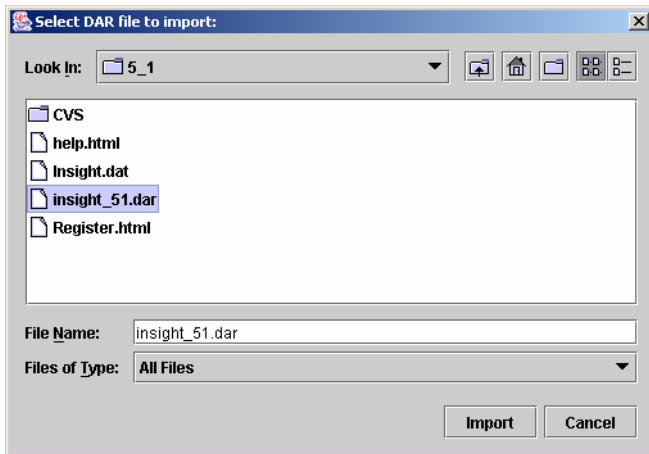 Select DAR file to import:
Look In: 5_1
CVS
help.html
Insight.dat
insight_51.dar
Register.html
File Name: insight_51.dar
Files of Type: All Files
Import Cancel